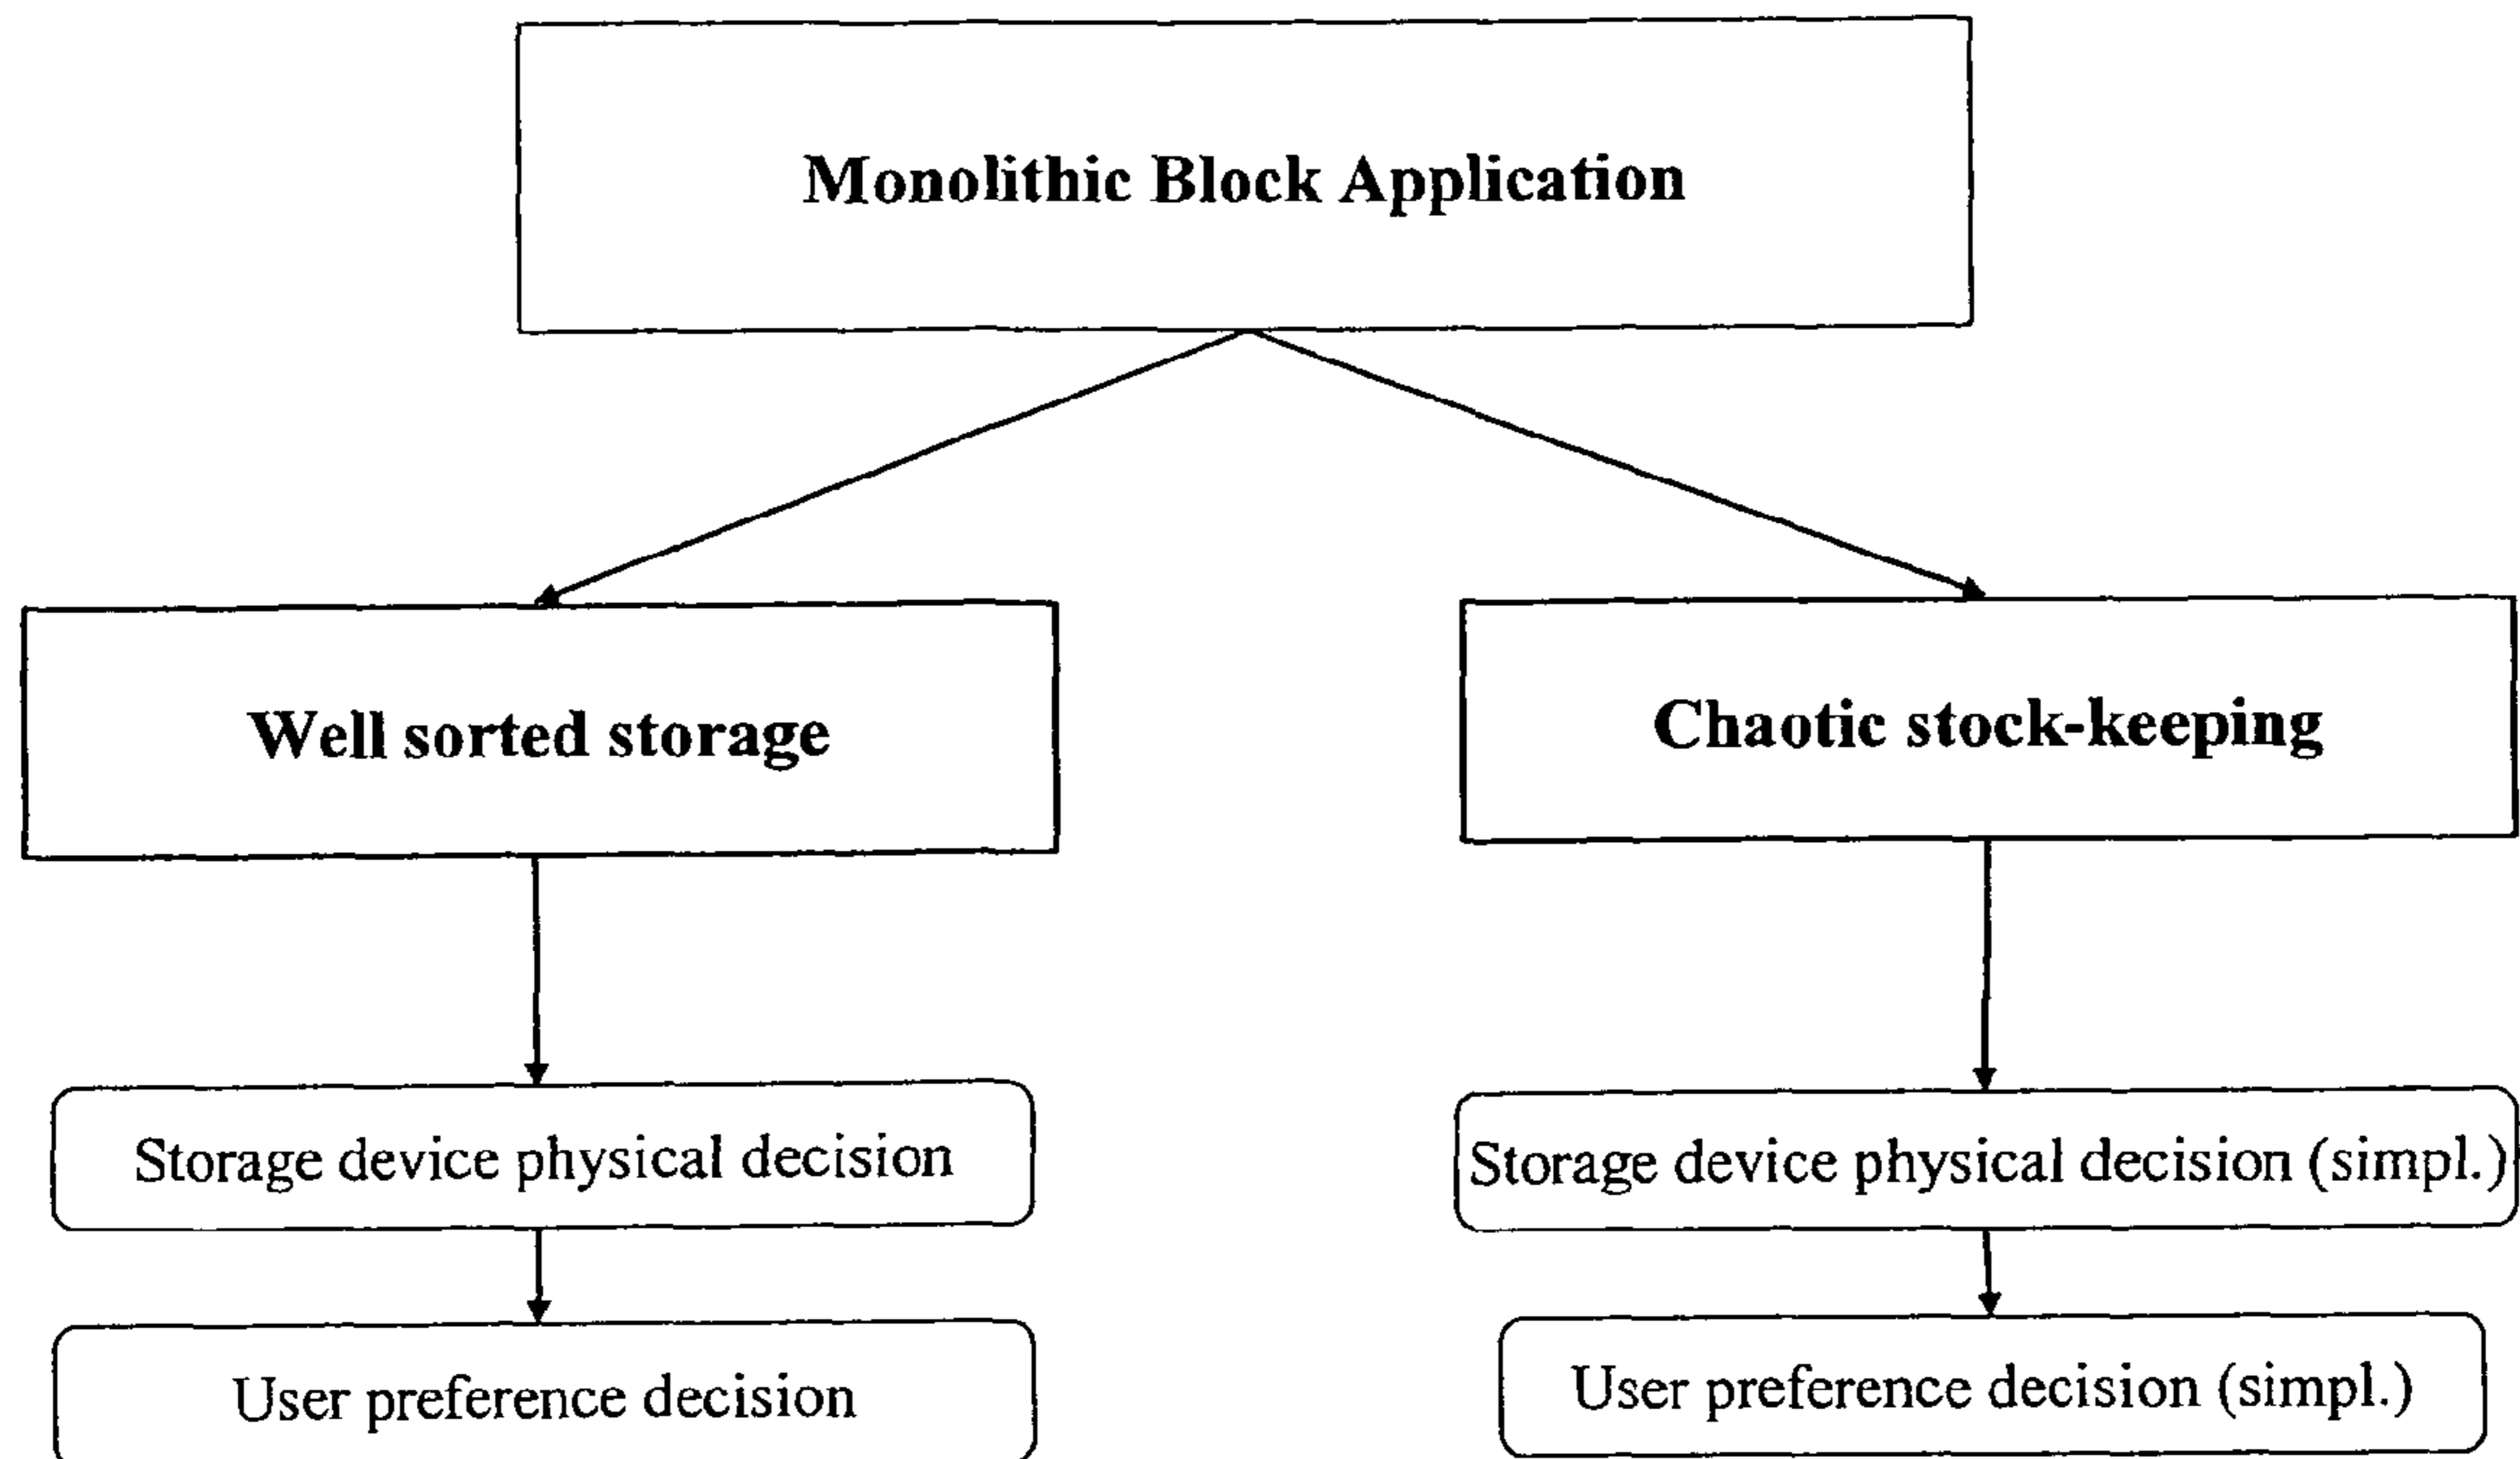 Monolithic Block Application
Well sorted storage
Chaotic stock-keeping
Storage device physical decision
Storage device physical decision (simpl.)
User preference decision
User preference decision (simpl.)